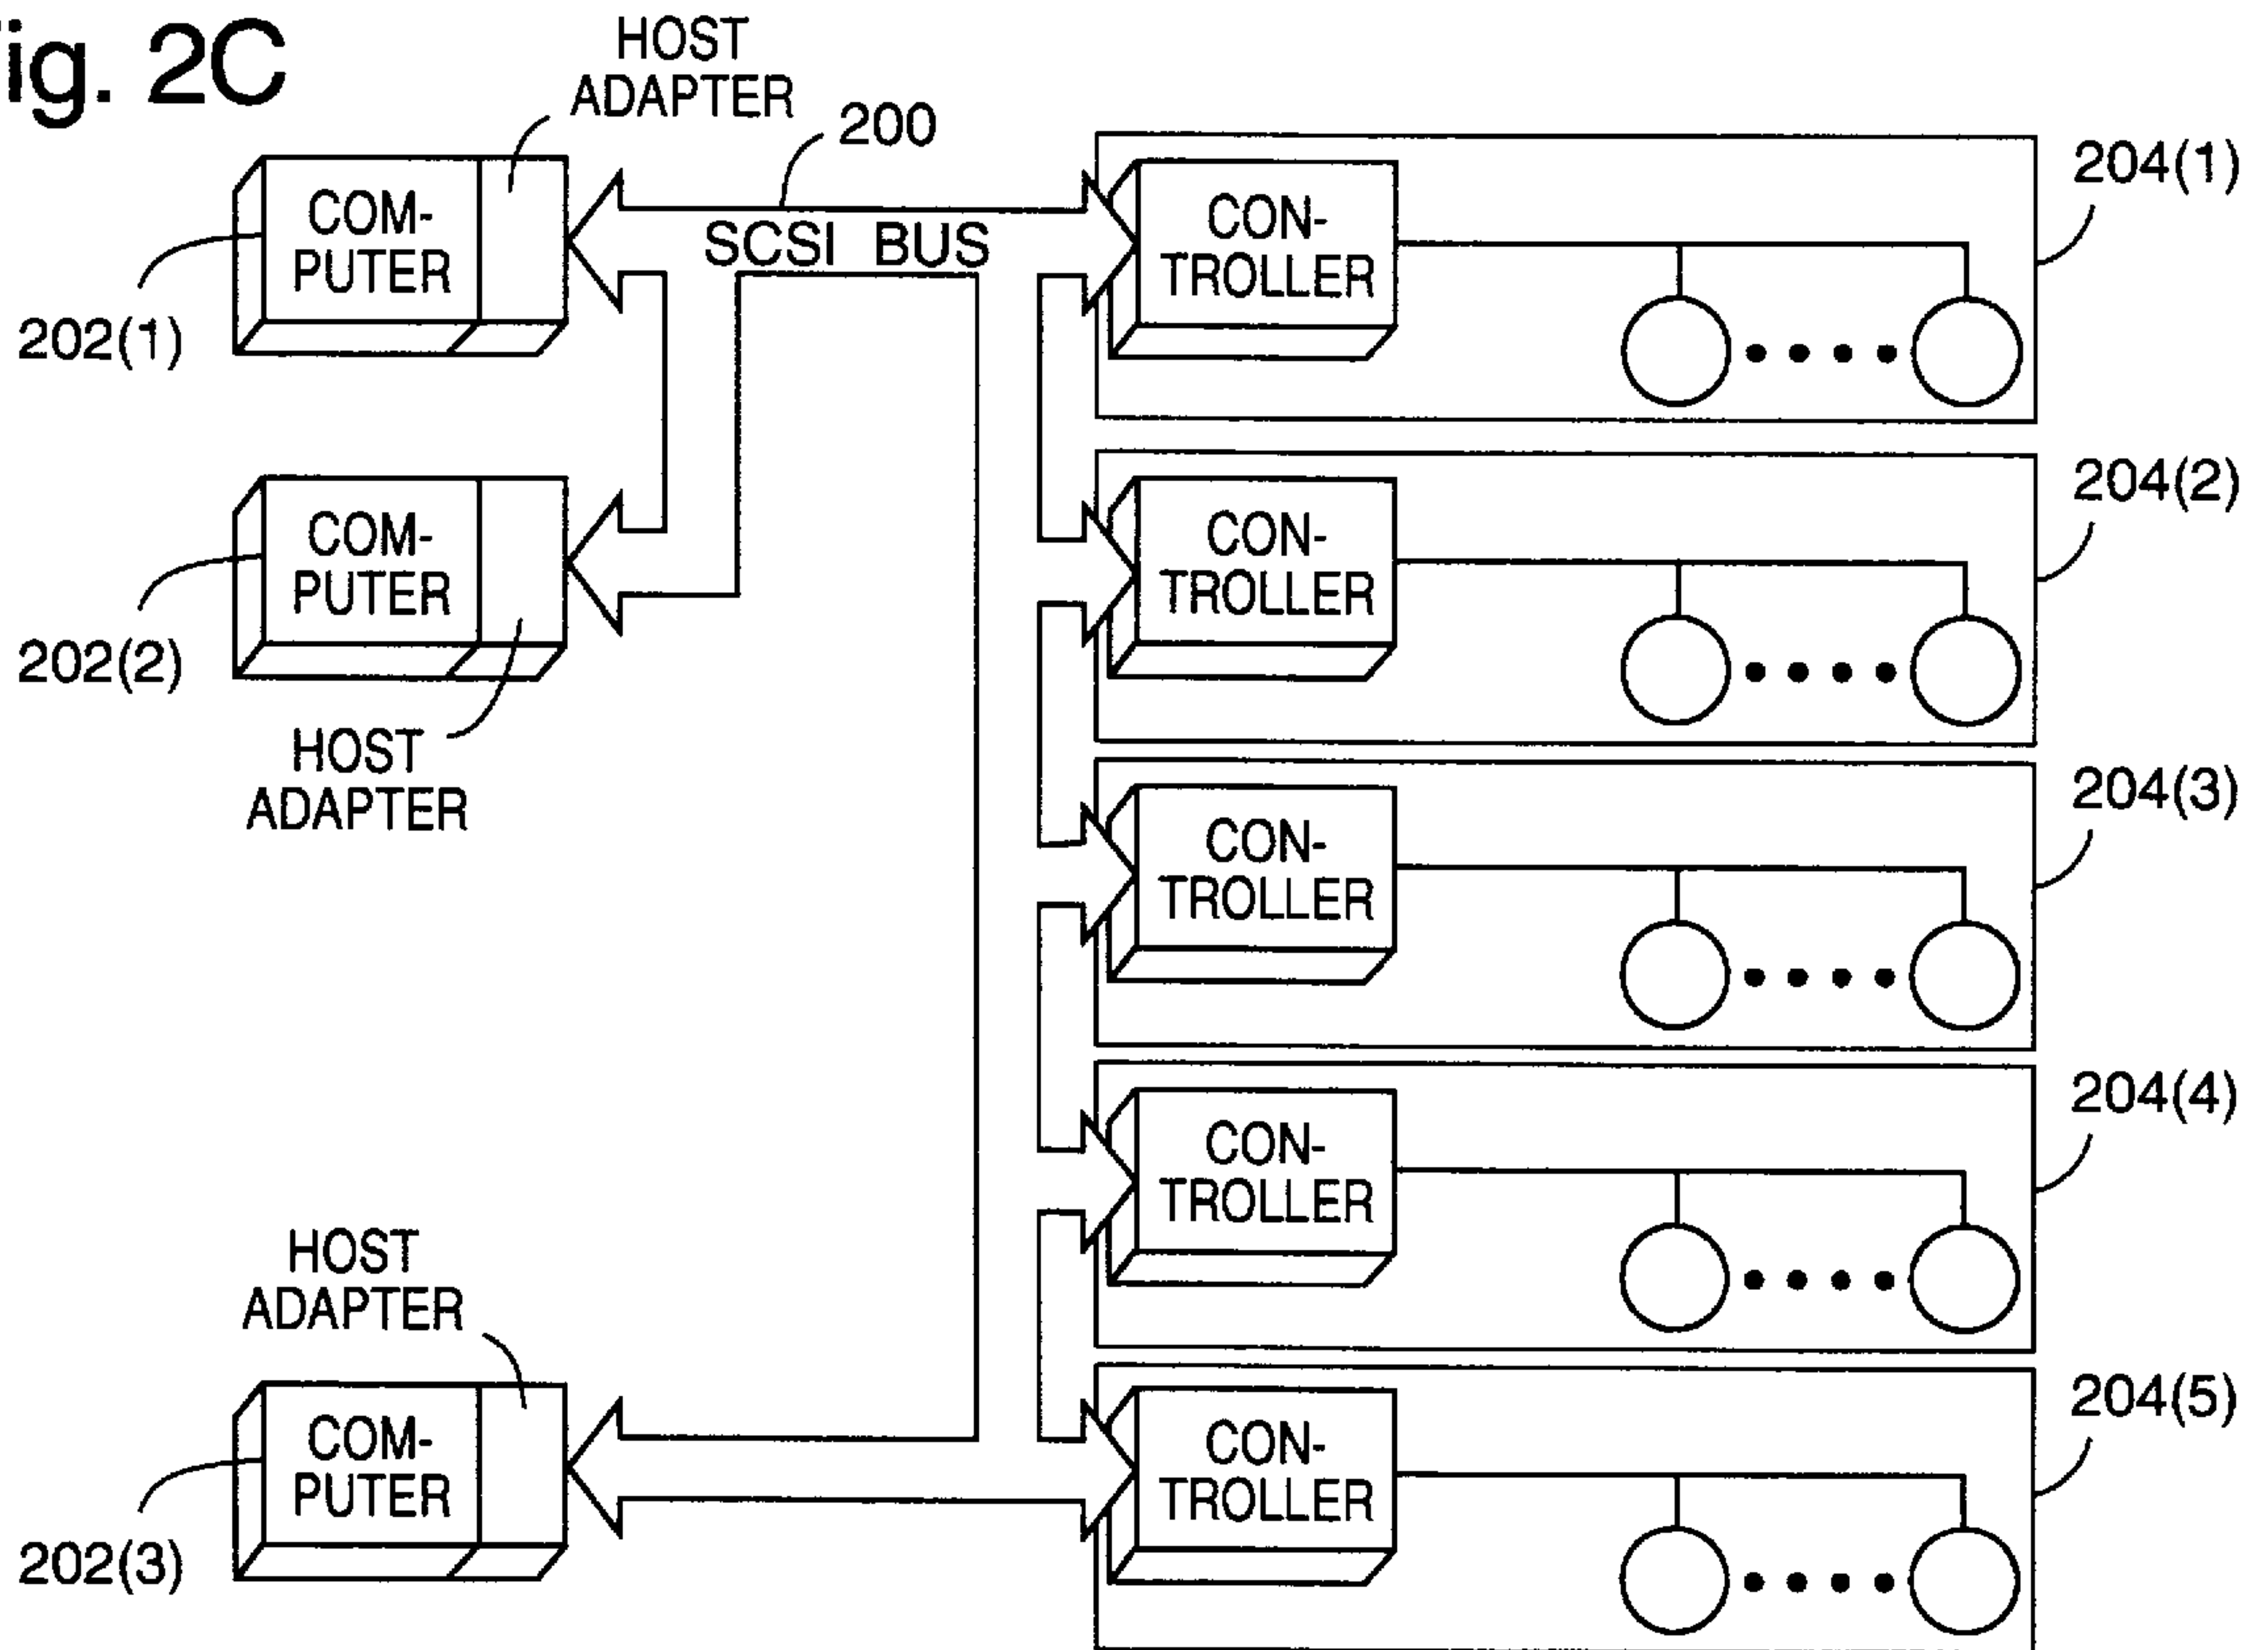 ig. 2C
HOST
ADAPTER
200
204(1)
COM-
PUTER
SCSI BUS
CON-
TROLLER
202(1)
204(2)
COM-
PUTER
CON-
TROLLER
202(2)
HOST
ADAPTER
204(3)
CON-
TROLLER
204(4)
CON-
TROLLER
HOST
ADAPTER
204(5)
COM-
PUTER
CON-
TROLLER
202(3)